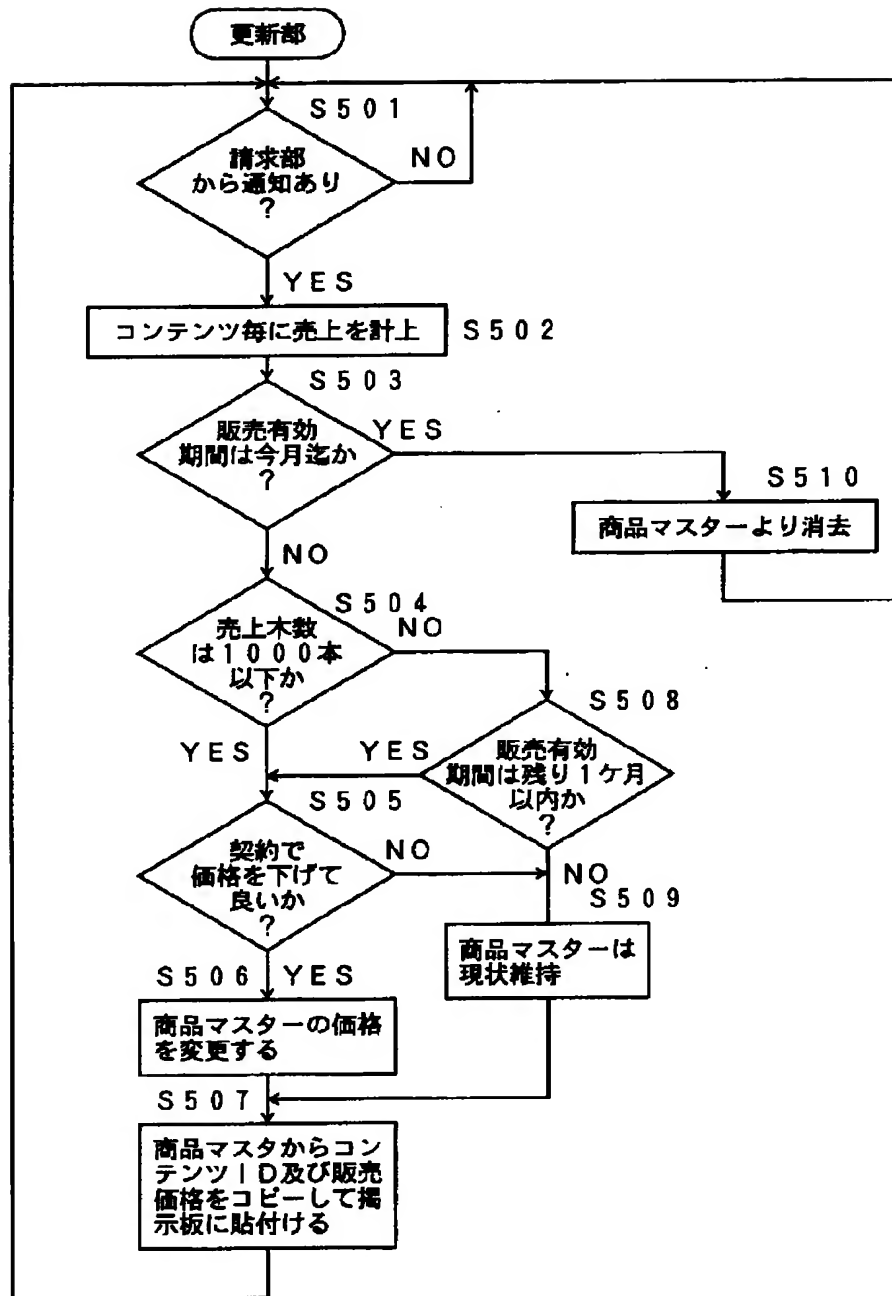 更新部
S501
請求部
から通知あり
?
NO
YES
コンテンツ毎に売上を計上
S502
S503
販売有効
期間は今月迄か
?
YES
NO
S510
商品マスターより消去
S504
売上本数
は1000本
以下か
?
NO
YES
S508
販売有効
期間は残り1ケ月
以内か
?
YES
NO
S505
契約で
価格を下げて
良いか
?
NO
YES
S509
商品マスターは
現状維持
S506
商品マスターの価格
を変更する
S507
商品マスタからコン
テンツID及び販売
価格をコピーして掲
示板に貼付ける